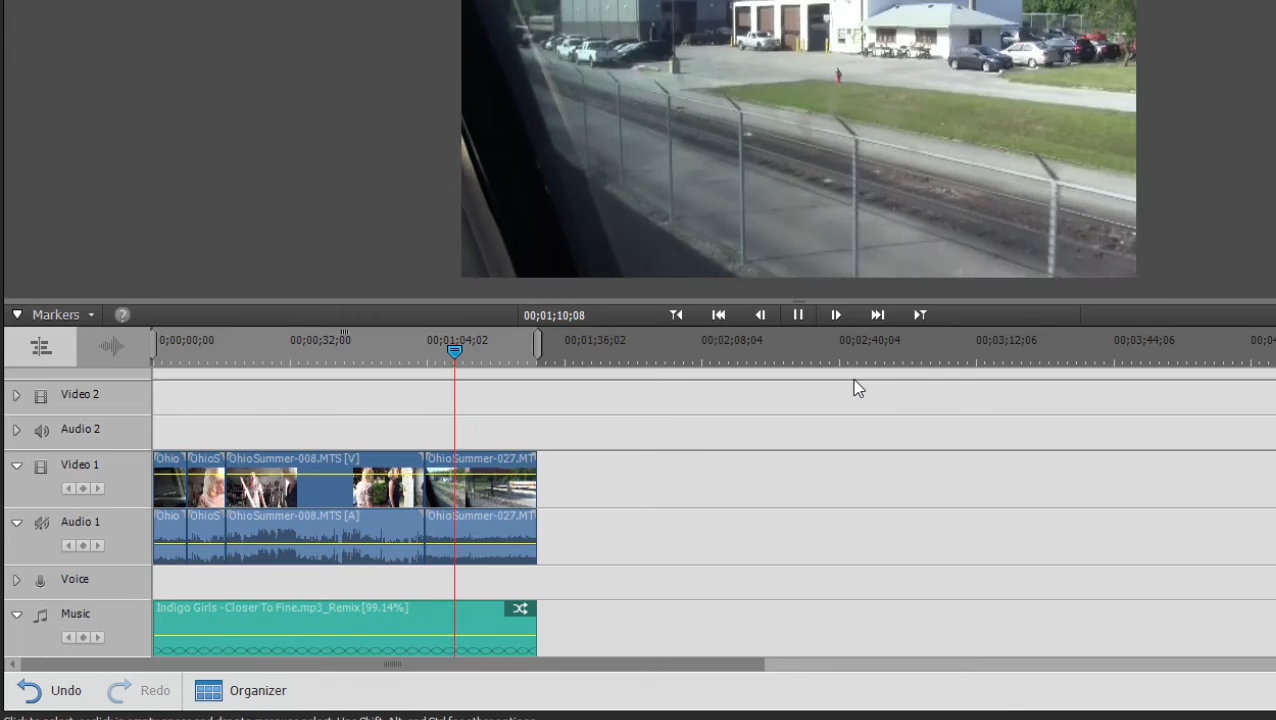 Markers
00;01;10;08
0;00;00;00 00;00;32;00 00;01;04;02 00;01;36;02 00;02;08;04 00;02;40;04 00;03;12;06 00;03;44;06 00;04
Video 2
Audio 2
Video 1
Ohio OhioS OhioSummer-008.MTS [V] OhioSummer-027.MT
Audio 1
Ohio OhioS OhioSummer-008.MTS [A] OhioSummer-027.MT
Voice
Music
Indigo Girls - Closer To Fine.mp3_Remix [99.14%]
Undo Redo Organizer